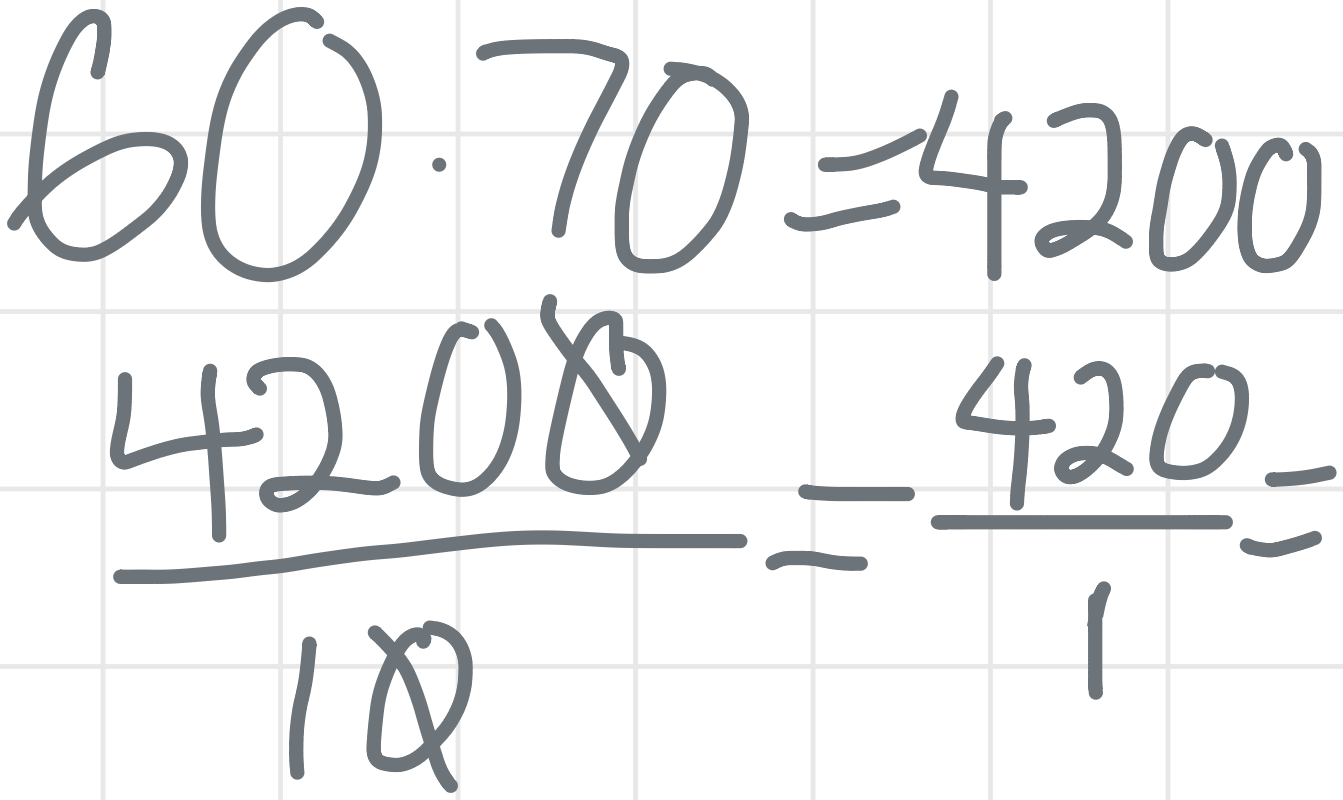 60 · 70 = 4200
4200/10 = 420/1 =